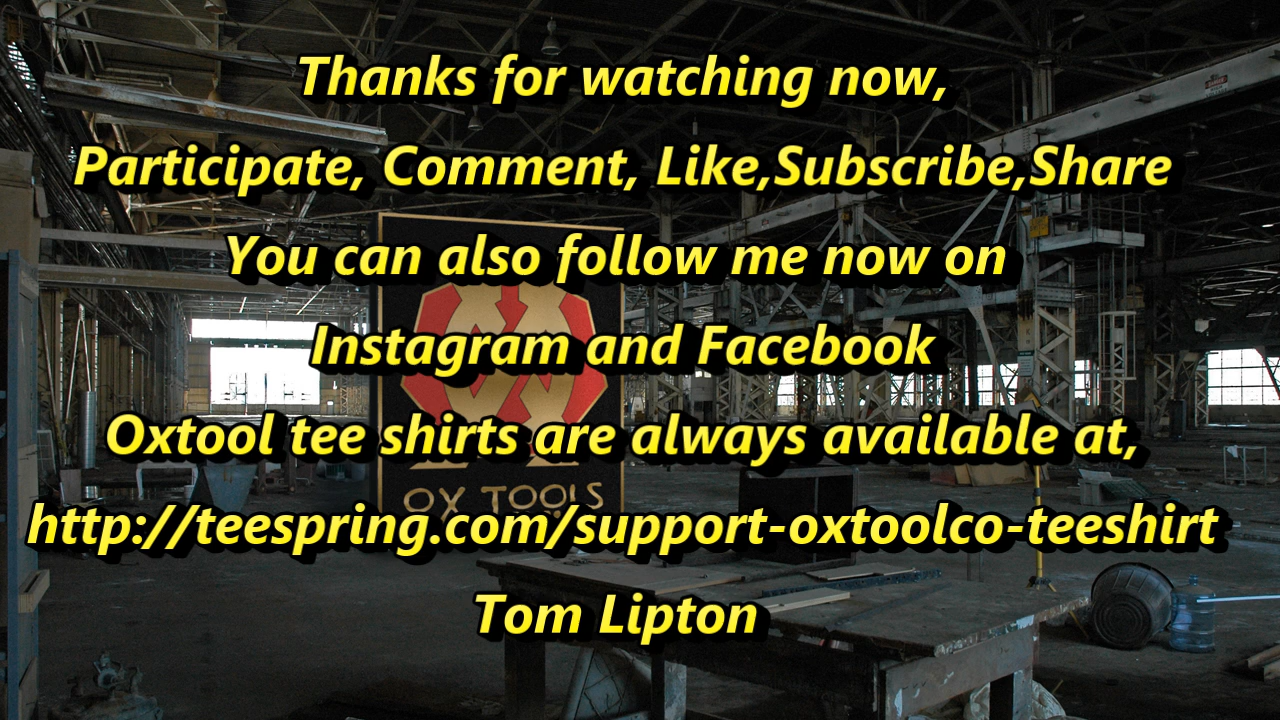 Thanks for watching now,
Participate, Comment, Like,Subscribe,Share
You can also follow me now on
Instagram and Facebook
Oxtool tee shirts are always available at,
OX TOOLS
http://teespring.com/support-oxtoolco-teeshirt
Tom Lipton